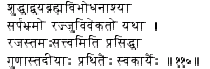 शुद्धाद्वयब्रह्मविबोधनाश्या
सर्पभ्रमो रज्जुविवेकतो यथा ।
रजस्तमःसत्त्वमिति प्रसिद्धा
गुणास्तदीयाः प्रथितैः स्वकार्यैः ॥११०॥